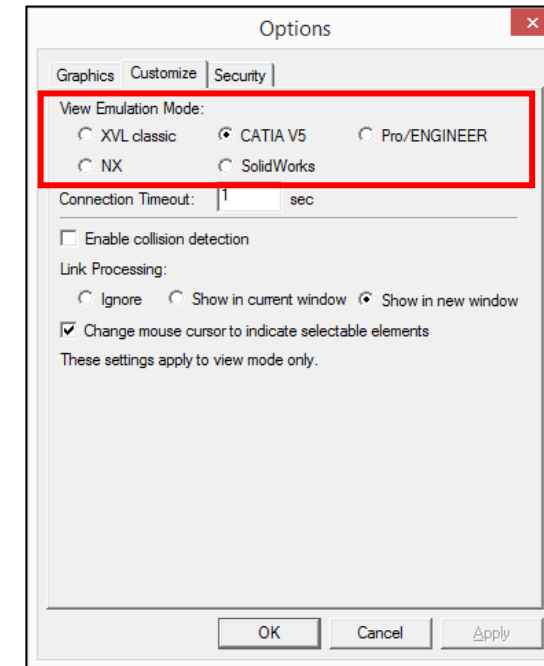 Options
Graphics Customize Security
View Emulation Mode:
XVL classic CATIA V5 Pro/ENGINEER
NX SolidWorks
Connection Timeout: 1 sec
Enable collision detection
Link Processing:
Ignore Show in current window Show in new window
Change mouse cursor to indicate selectable elements
These settings apply to view mode only.
OK Cancel Apply